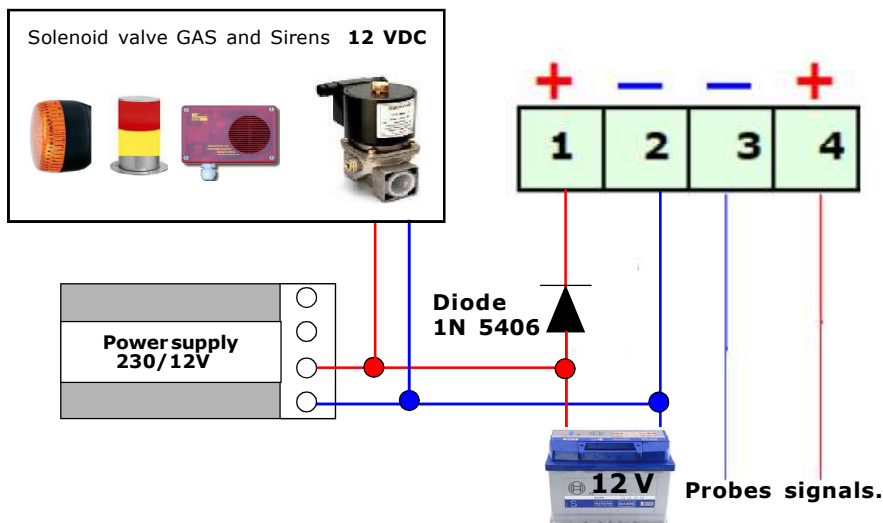 Solenoid valve GAS and Sirens 12 VDC
+ − − +
1 2 3 4
Diode
1N 5406
Power supply
230/12V
12 V
BOSCH
S
Probes signals.